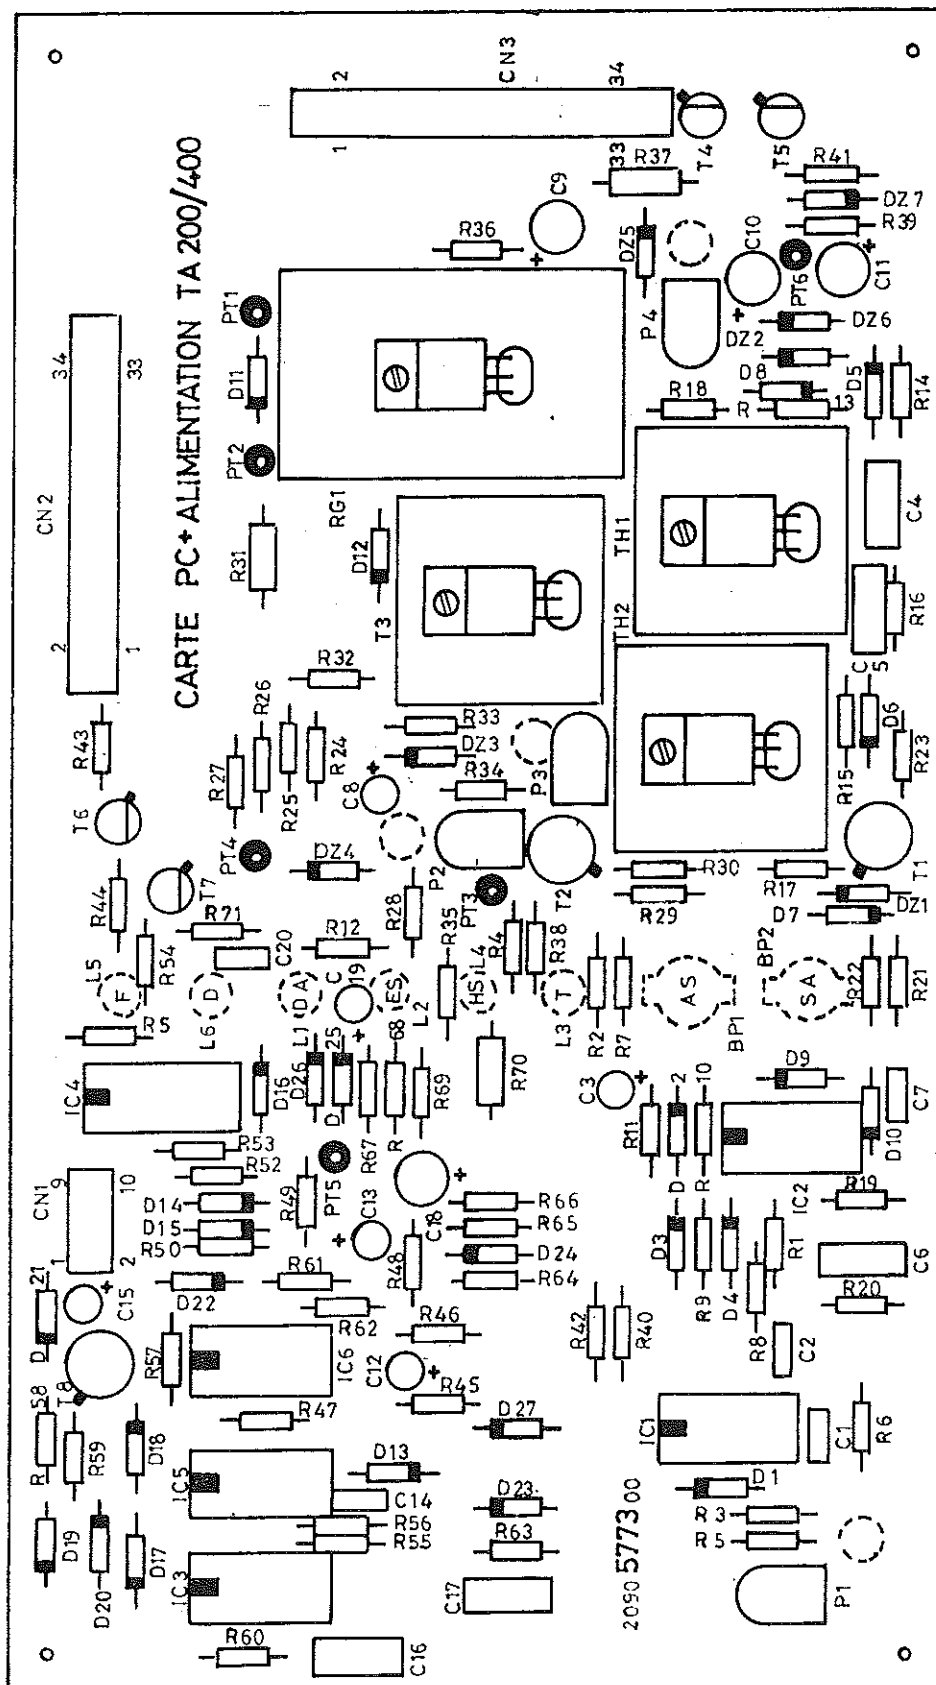 CN3
2
34
1
33
R37
T4
T5
R41
DZ7
R39
C9
R36
DZ5
C10
PT6
C11
CARTE PC+ALIMENTATION TA200/400
PT1
P4
DZ2
DZ6
34
33
D11
D8
D5
R14
R18
R
13
PT2
CN2
RG1
TH1
C4
R31
D12
T3
TH2
R16
C
5
2
1
R32
R26
R33
R43
R27
R24
DZ3
D6
R25
R34
P3
R15
R23
C8
T6
PT4
DZ4
P2
T2
R30
R17
T1
R44
T7
R28
PT3
R29
DZ1
D7
R71
R35
R12
R4
R38
BP2
L5
R54
C20
C
19
L4
F
D
DA
ES
HS
T
AS
SA
R22
R21
R5
L6
L1
L2
L3
R2
R7
BP1
IC4
D16
D26
D
25
68
R69
R70
C3
D9
C7
2
10
R11
D10
R53
R67
R
D
R
R52
PT5
CN1
9
10
R49
C13
C18
R66
IC2
R19
D14
D15
R65
R50
1
2
R48
D24
D3
R1
C6
R61
R64
D
21
D22
R9
D4
R20
C15
R62
R46
R42
R40
R8
C2
R57
IC6
C12
T8
R45
R
58
R47
D27
IC1
C1
R6
R59
D18
D13
D1
IC5
C14
D23
R3
R56
R5
R55
R63
D19
D20
D17
IC3
C17
2090 577300
P1
R60
C16